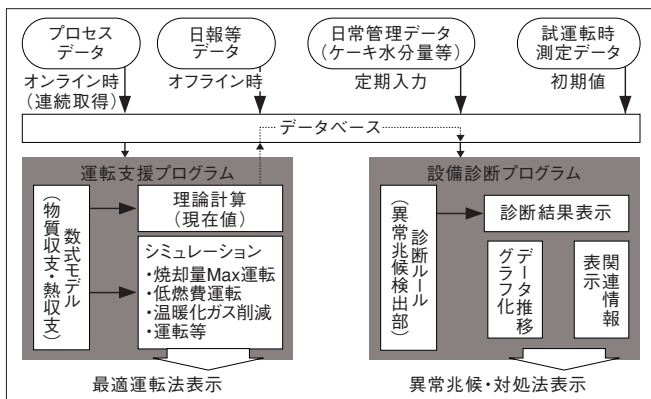 プロセス
データ
日報等
データ
日常管理データ
(ケーキ水分量等)
試運転時
測定データ
オンライン時
(連続取得)
オフライン時
定期入力
初期値
データベース
運転支援プログラム
数式モデル
(物質収支・熱収支)
理論計算
(現在値)
シミュレーション
・焼却量Max運転
・低燃費運転
・温暖化ガス削減
・運転等
最適運転法表示
設備診断プログラム
診断ルール
(異常兆候検出部)
診断結果表示
データ推移
グラフ化
関連情報
表示
異常兆候・対処法表示